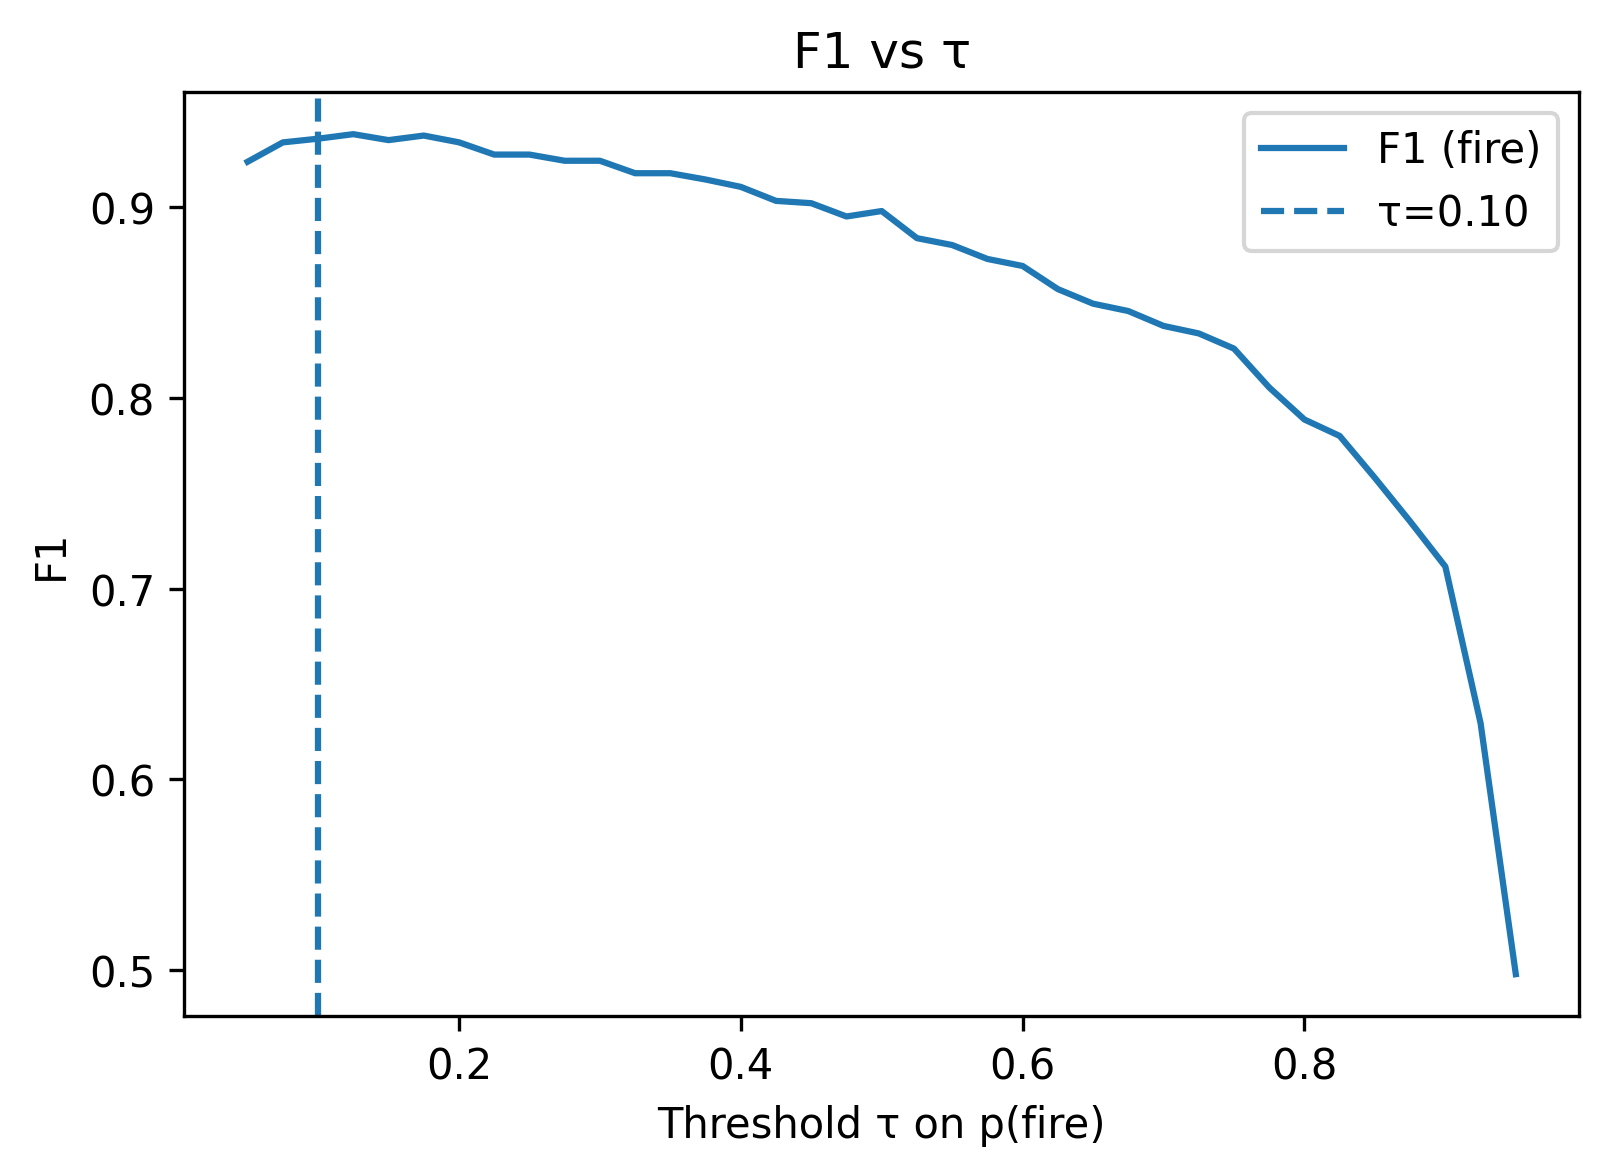 F1 vs τ
F1 (fire)
τ=0.10
F1
0.9
0.8
0.7
0.6
0.5
0.2
0.4
0.6
0.8
Threshold τ on p(fire)